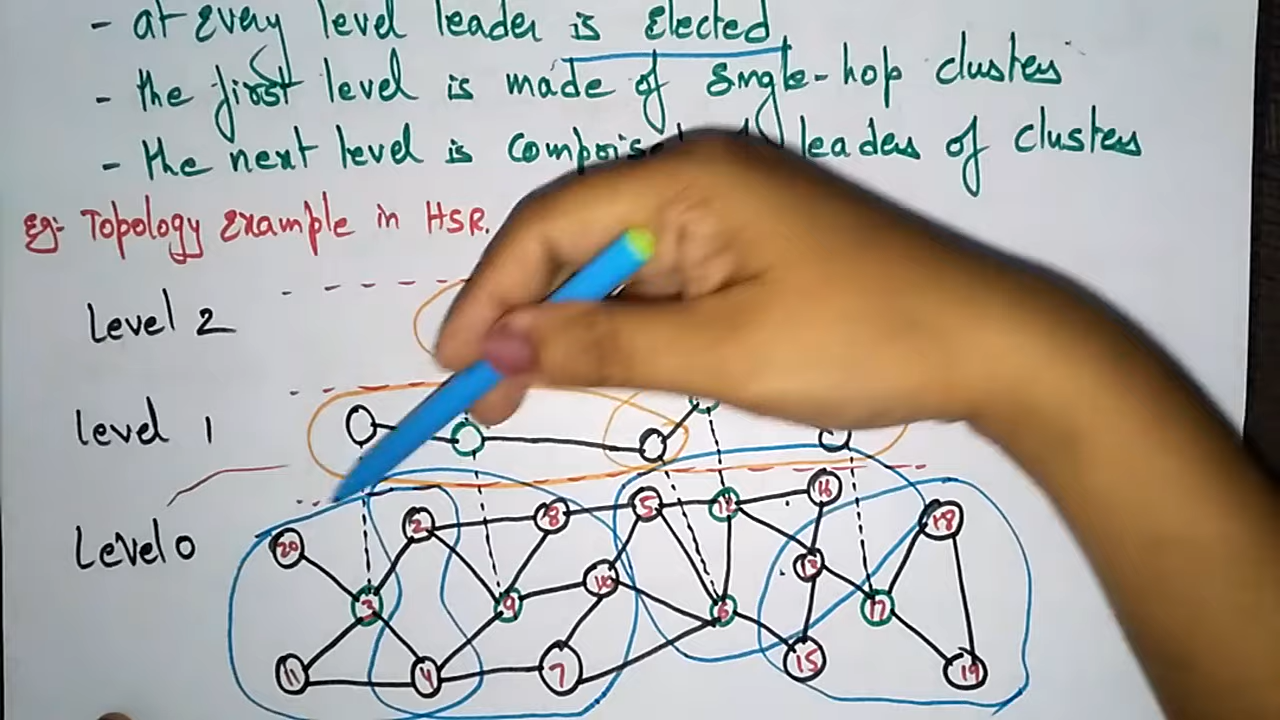 - at every level leader is Elected
- the first level is made of single-hop clusters
- the next level is leaders of clusters
Eg:- Topology Example in HSR.
Level 2
level 1
Level 0
20 2 8 5 16 18
3 9 10 6 13 17
11 4 7 15 19